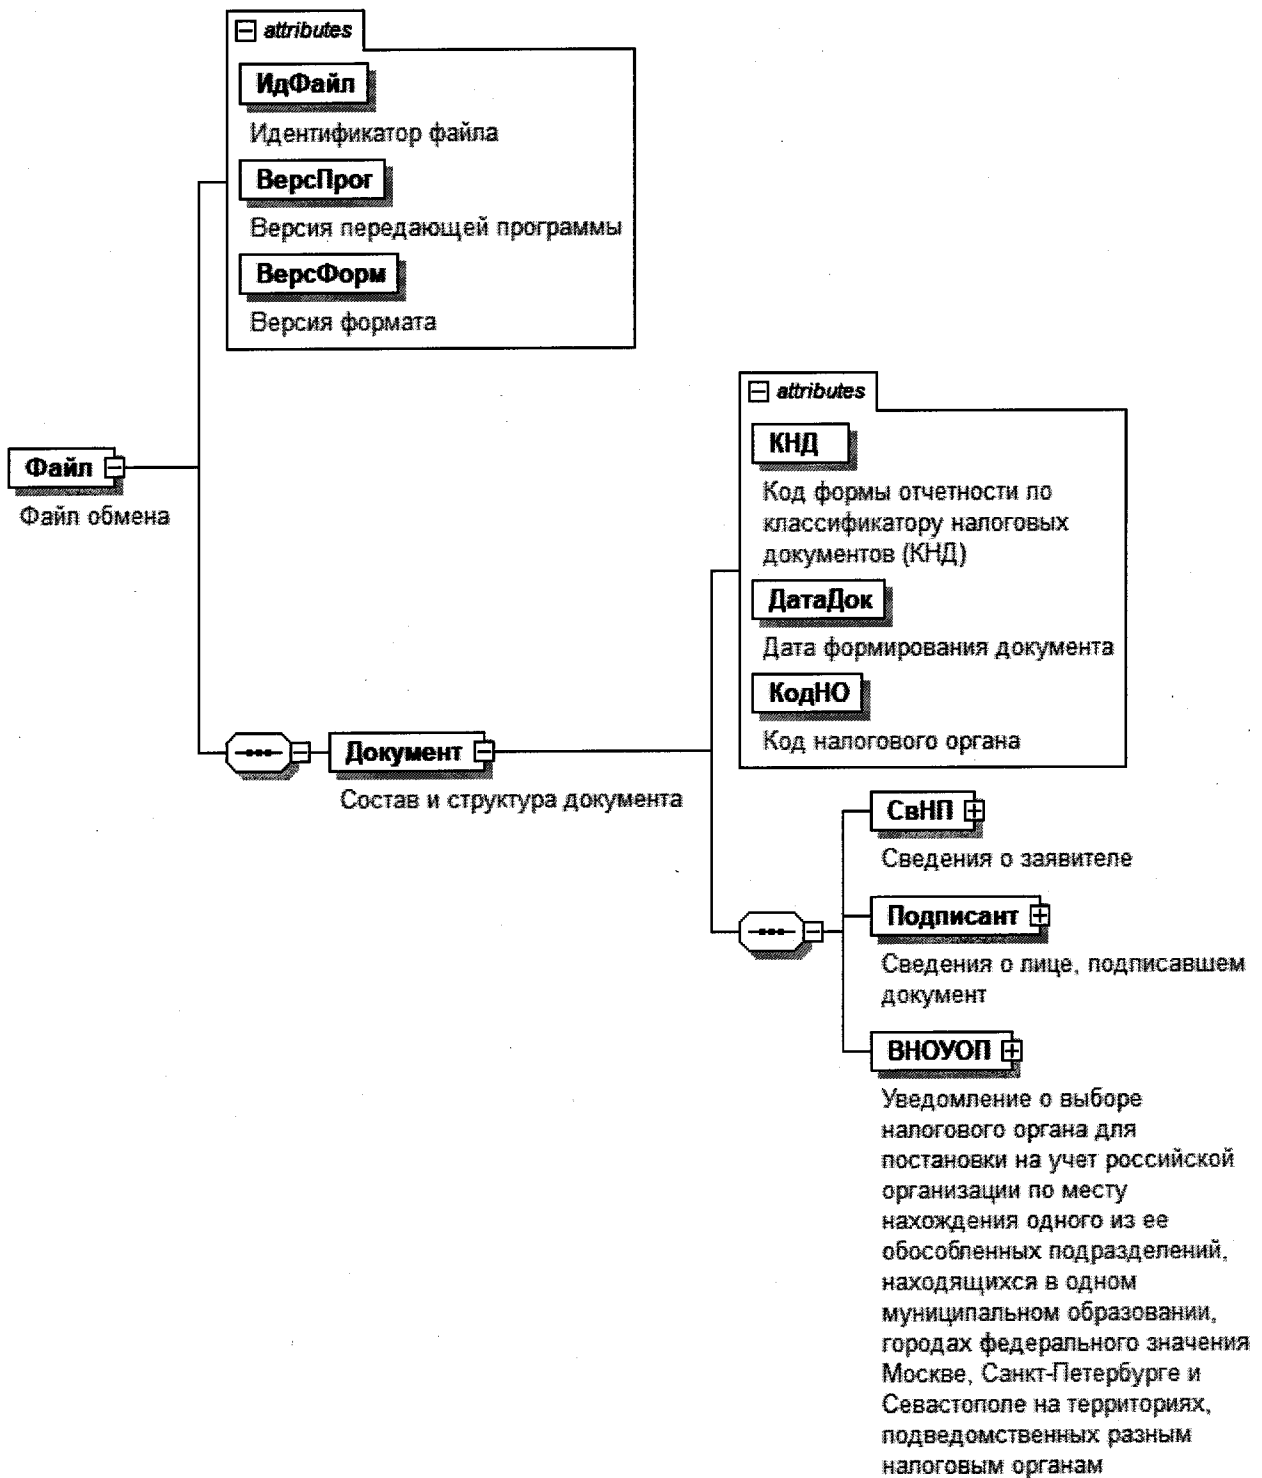 attributes
ИдФайл
Идентификатор файла
ВерсПрог
Версия передающей программы
ВерсФорм
Версия формата
Файл
Файл обмена
Документ
Состав и структура документа
attributes
КНД
Код формы отчетности по
классификатору налоговых
документов (КНД)
ДатаДок
Дата формирования документа
КодНО
Код налогового органа
СвНП
Сведения о заявителе
Подписант
Сведения о лице, подписавшем
документ
ВНОУОП
Уведомление о выборе
налогового органа для
постановки на учет российской
организации по месту
нахождения одного из ее
обособленных подразделений,
находящихся в одном
муниципальном образовании,
городах федерального значения
Москве, Санкт-Петербурге и
Севастополе на территориях,
подведомственных разным
налоговым органам